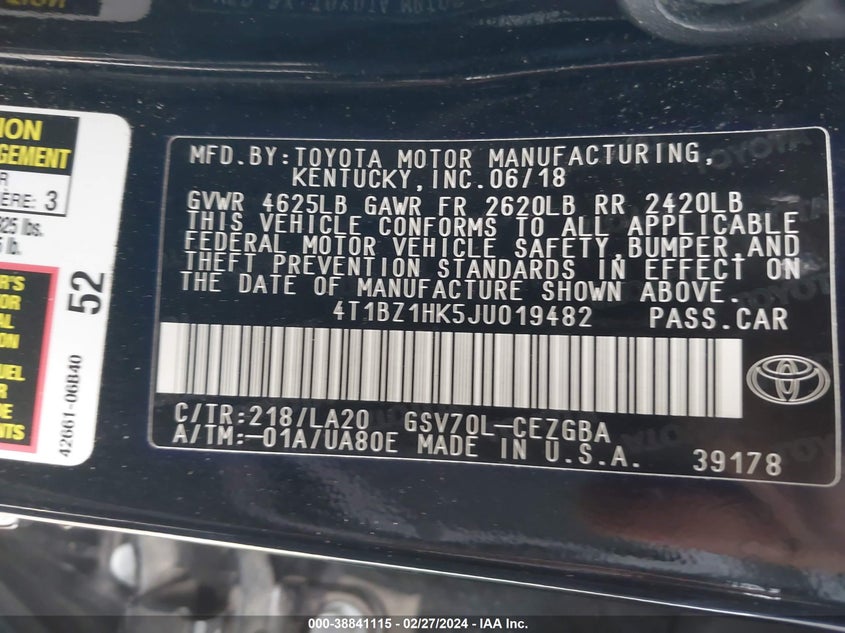 MFD.BY:TOYOTA MOTOR MANUFACTURING,
KENTUCKY,INC.06/18
GVWR 4625LB GAWR FR 2620LB RR 2420LB
THIS VEHICLE CONFORMS TO ALL APPLICABLE
FEDERAL MOTOR VEHICLE SAFETY,BUMPER,AND
THEFT PREVENTION STANDARDS IN EFFECT ON
THE DATE OF MANUFACTURE SHOWN ABOVE.
4T1BZ1HK5JU019482 PASS.CAR
C/TR:218/LA20 GSV70L-CEZGBA
A/TM:-01A/UA80E MADE IN U.S.A. 39178
3
lbs.
lb.
52
42661-06B40
000-38841115 - 02/27/2024 - IAA Inc.